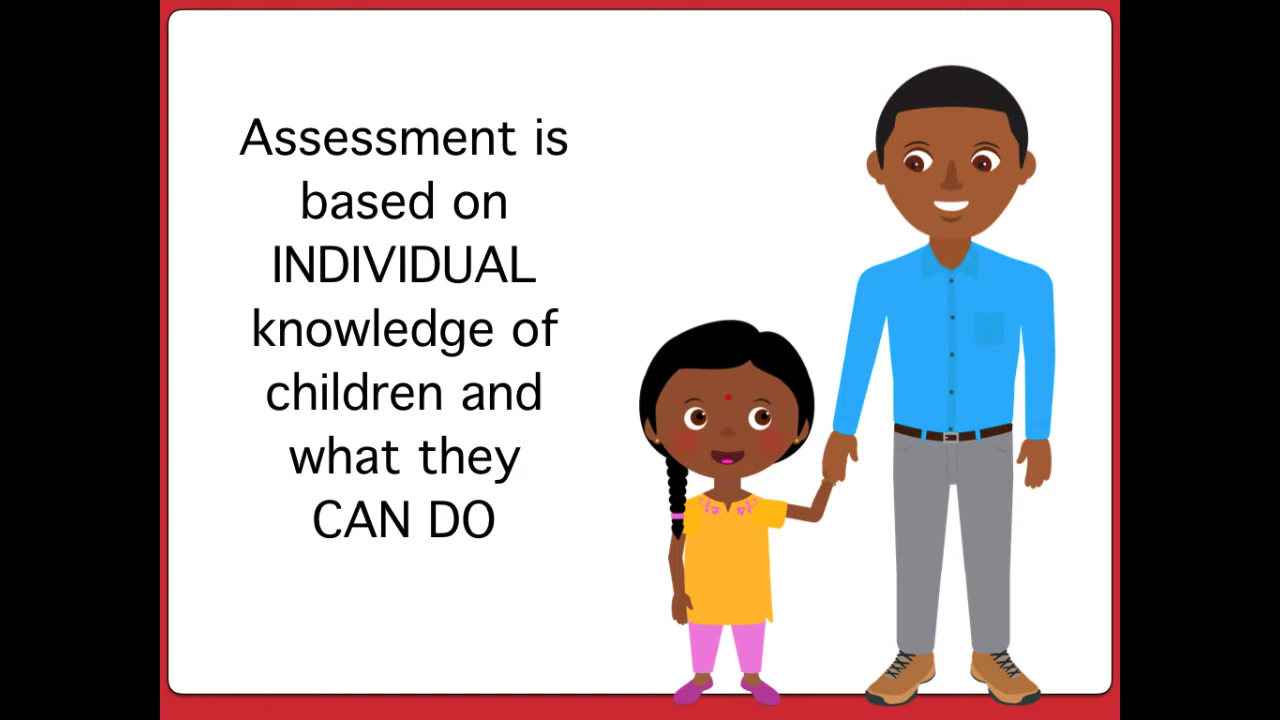 Assessment is
based on
INDIVIDUAL
knowledge of
children and
what they
CAN DO